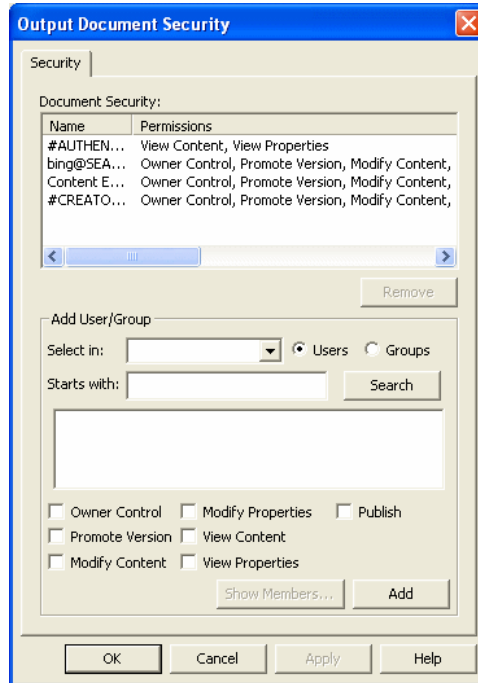 Output Document Security
Security
Document Security:
Name Permissions
#AUTHEN... View Content, View Properties
bing@SEA... Owner Control, Promote Version, Modify Content,
Content E... Owner Control, Promote Version, Modify Content,
#CREATO... Owner Control, Promote Version, Modify Content,
Remove
Add User/Group
Select in: Users Groups
Starts with: Search
Owner Control Modify Properties Publish
Promote Version View Content
Modify Content View Properties
Show Members... Add
OK Cancel Apply Help